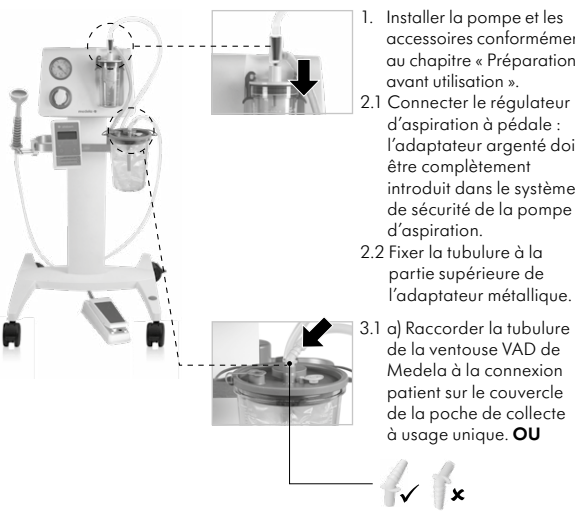 1. Installer la pompe et les
accessoires conformémen
au chapitre « Préparation
avant utilisation ».
2.1 Connecter le régulateur
d'aspiration à pédale :
l'adaptateur argenté doi
être complètement
introduit dans le système
de sécurité de la pompe
d'aspiration.
2.2 Fixer la tubulure à la
partie supérieure de
l'adaptateur métallique.
3.1 a) Raccorder la tubulure
de la ventouse VAD de
Medela à la connexion
patient sur le couvercle
de la poche de collecte
à usage unique. OU